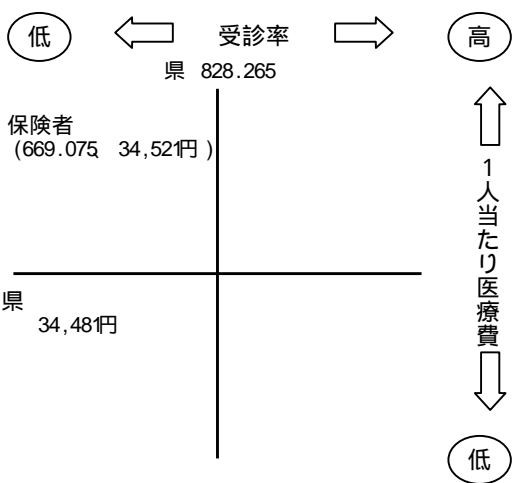 低 受診率 高
県 828.265
保険者
(669.075、 34,521円 )
県
34,481円
1人当たり医療費
低